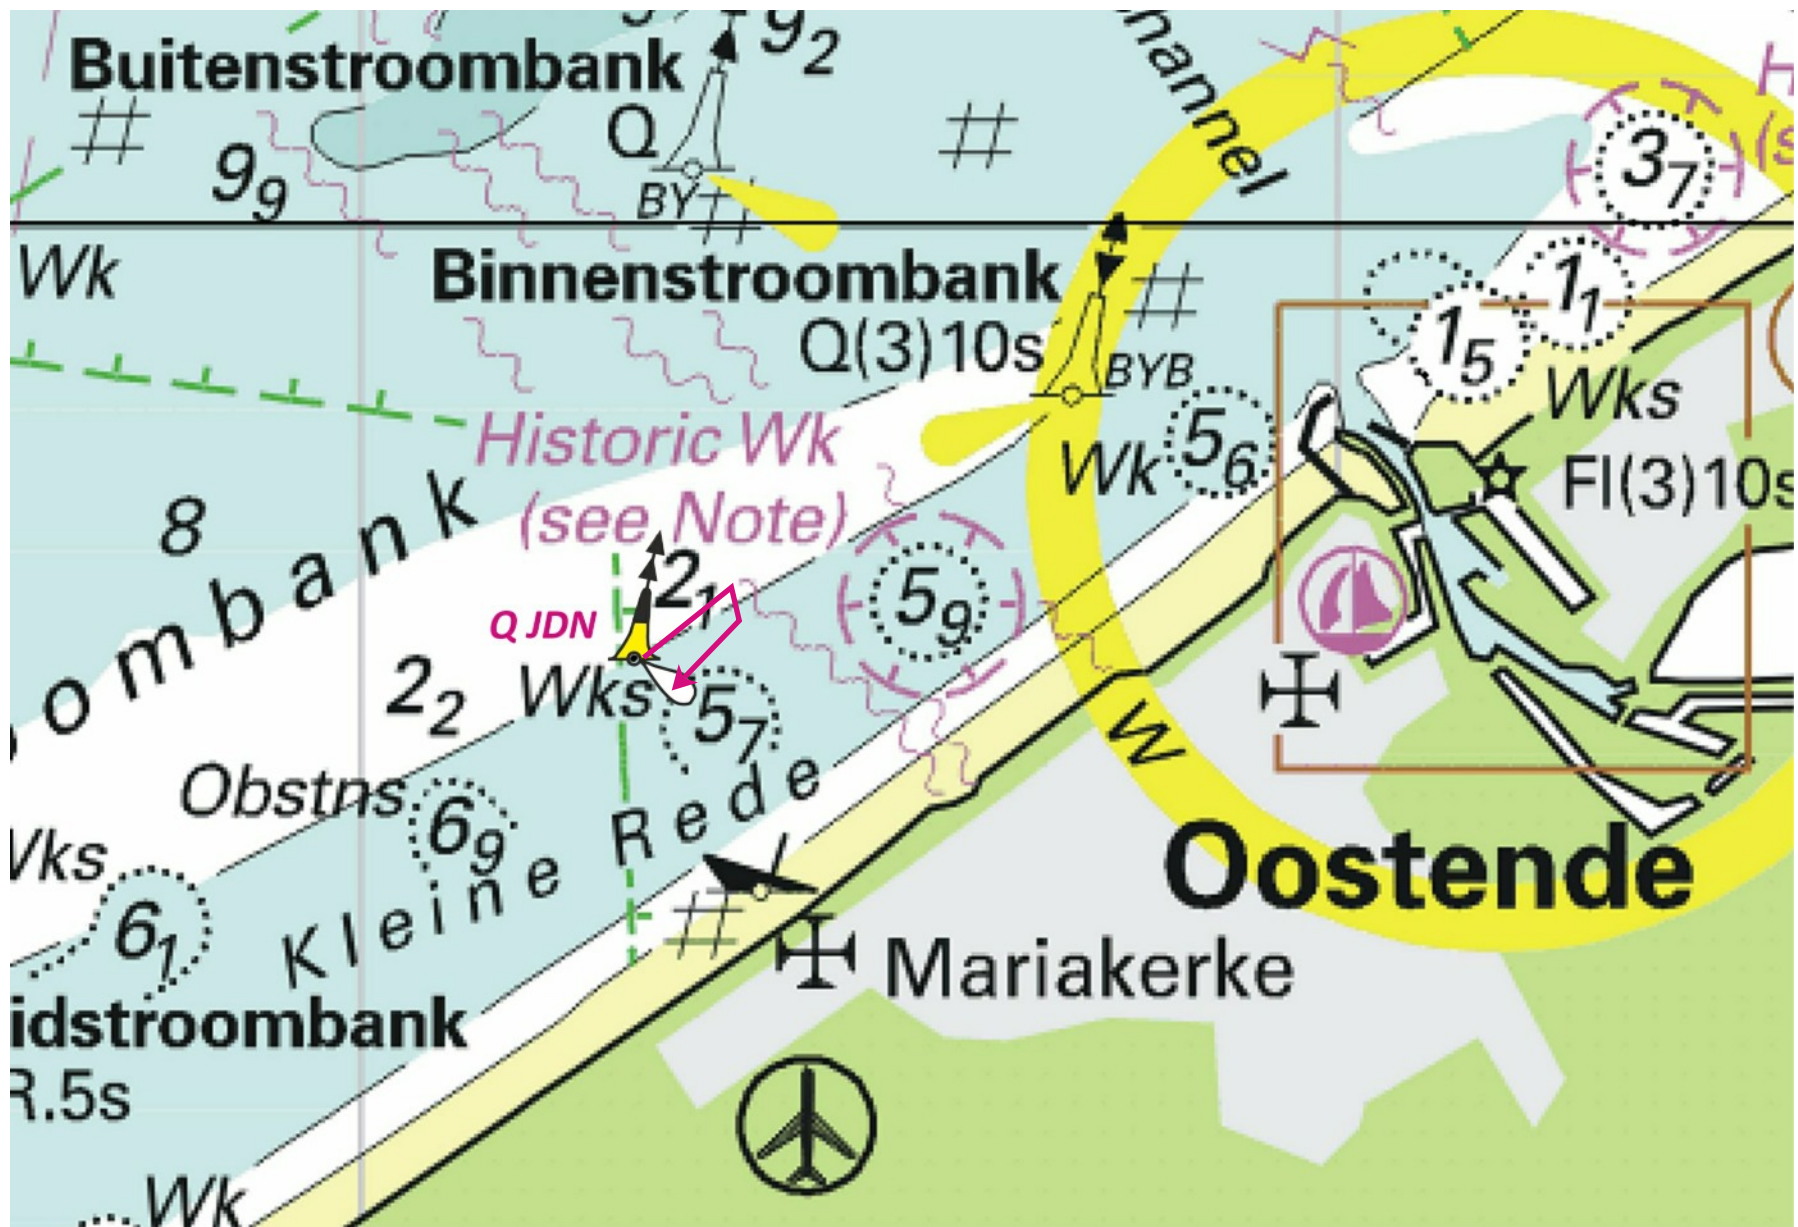 Buitenstroombank
9₂
hannel
Q
BY
9₉
3₇
H
(s
Wk
Binnenstroombank
Q(3)10s
BYB
1₁
1₅
Wks
Fl(3)10s
Historic Wk
(see Note)
Wk
5₆
8
ombank
2₁
5₉
Q JDN
Wks
2₂
5₇
W
Obstns
6₉
Kleine Rede
Wks
6₁
Oostende
Mariakerke
idstroombank
R.5s
Wk